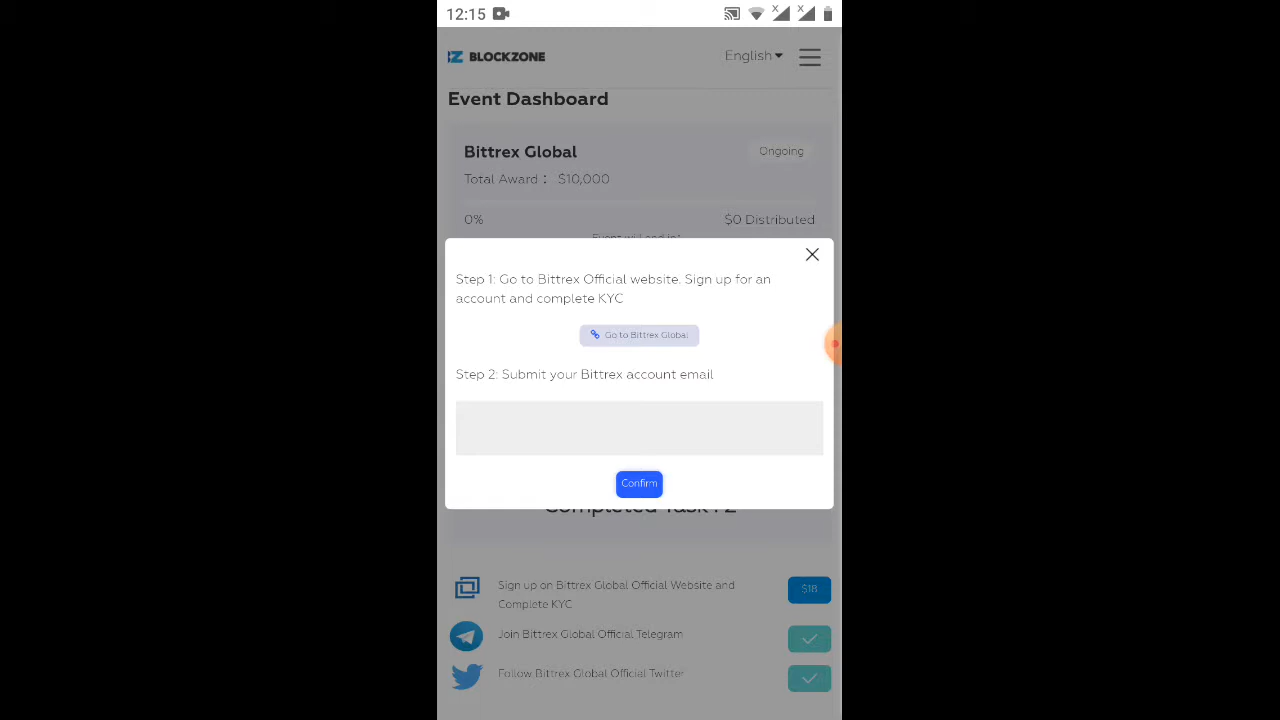 12:15
BLOCKZONE
English
Event Dashboard
Bittrex Global
Ongoing
Total Award： $10,000
0%
$0 Distributed
Event will end in*
Step 1: Go to Bittrex Official website. Sign up for an
account and complete KYC
Go to Bittrex Global
Step 2: Submit your Bittrex account email
Confirm
Sign up on Bittrex Global Official Website and
Complete KYC
$18
Join Bittrex Global Official Telegram
Follow Bittrex Global Official Twitter